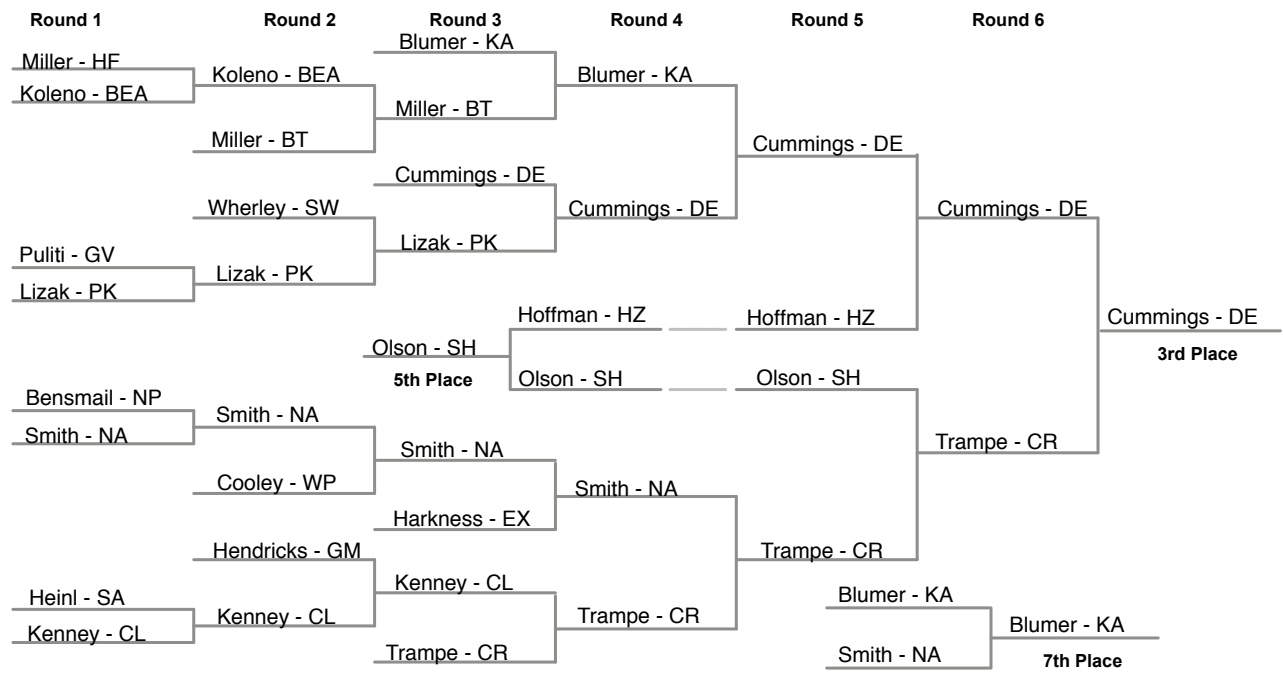 Round 1
Round 2
Round 3
Round 4
Round 5
Round 6
Miller - HF
Koleno - BEA
Puliti - GV
Lizak - PK
Bensmail - NP
Smith - NA
Heinl - SA
Kenney - CL
Koleno - BEA
Miller - BT
Wherley - SW
Lizak - PK
Smith - NA
Cooley - WP
Hendricks - GM
Kenney - CL
Blumer - KA
Miller - BT
Cummings - DE
Lizak - PK
Olson - SH
5th Place
Smith - NA
Harkness - EX
Kenney - CL
Trampe - CR
Blumer - KA
Cummings - DE
Hoffman - HZ
Olson - SH
Smith - NA
Trampe - CR
Cummings - DE
Hoffman - HZ
Olson - SH
Trampe - CR
Blumer - KA
Smith - NA
Cummings - DE
Trampe - CR
Blumer - KA
7th Place
Cummings - DE
3rd Place